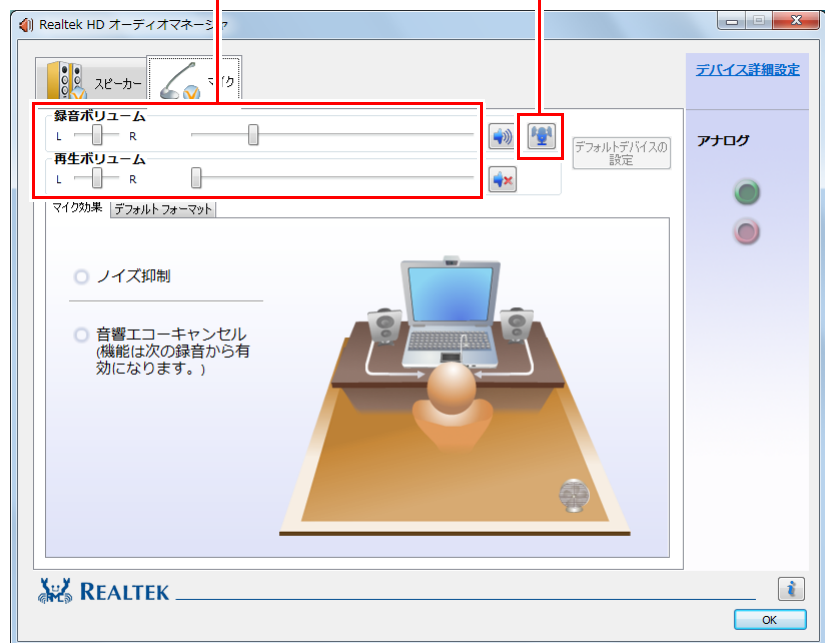 Realtek HD オーディオマネージャ
スピーカー
マイク
デバイス詳細設定
録音ボリューム
L R
デフォルトデバイスの
設定
アナログ
再生ボリューム
L R
マイク効果
デフォルト フォーマット
ノイズ抑制
音響エコーキャンセル
(機能は次の録音から有
効になります。)
REALTEK
i
OK